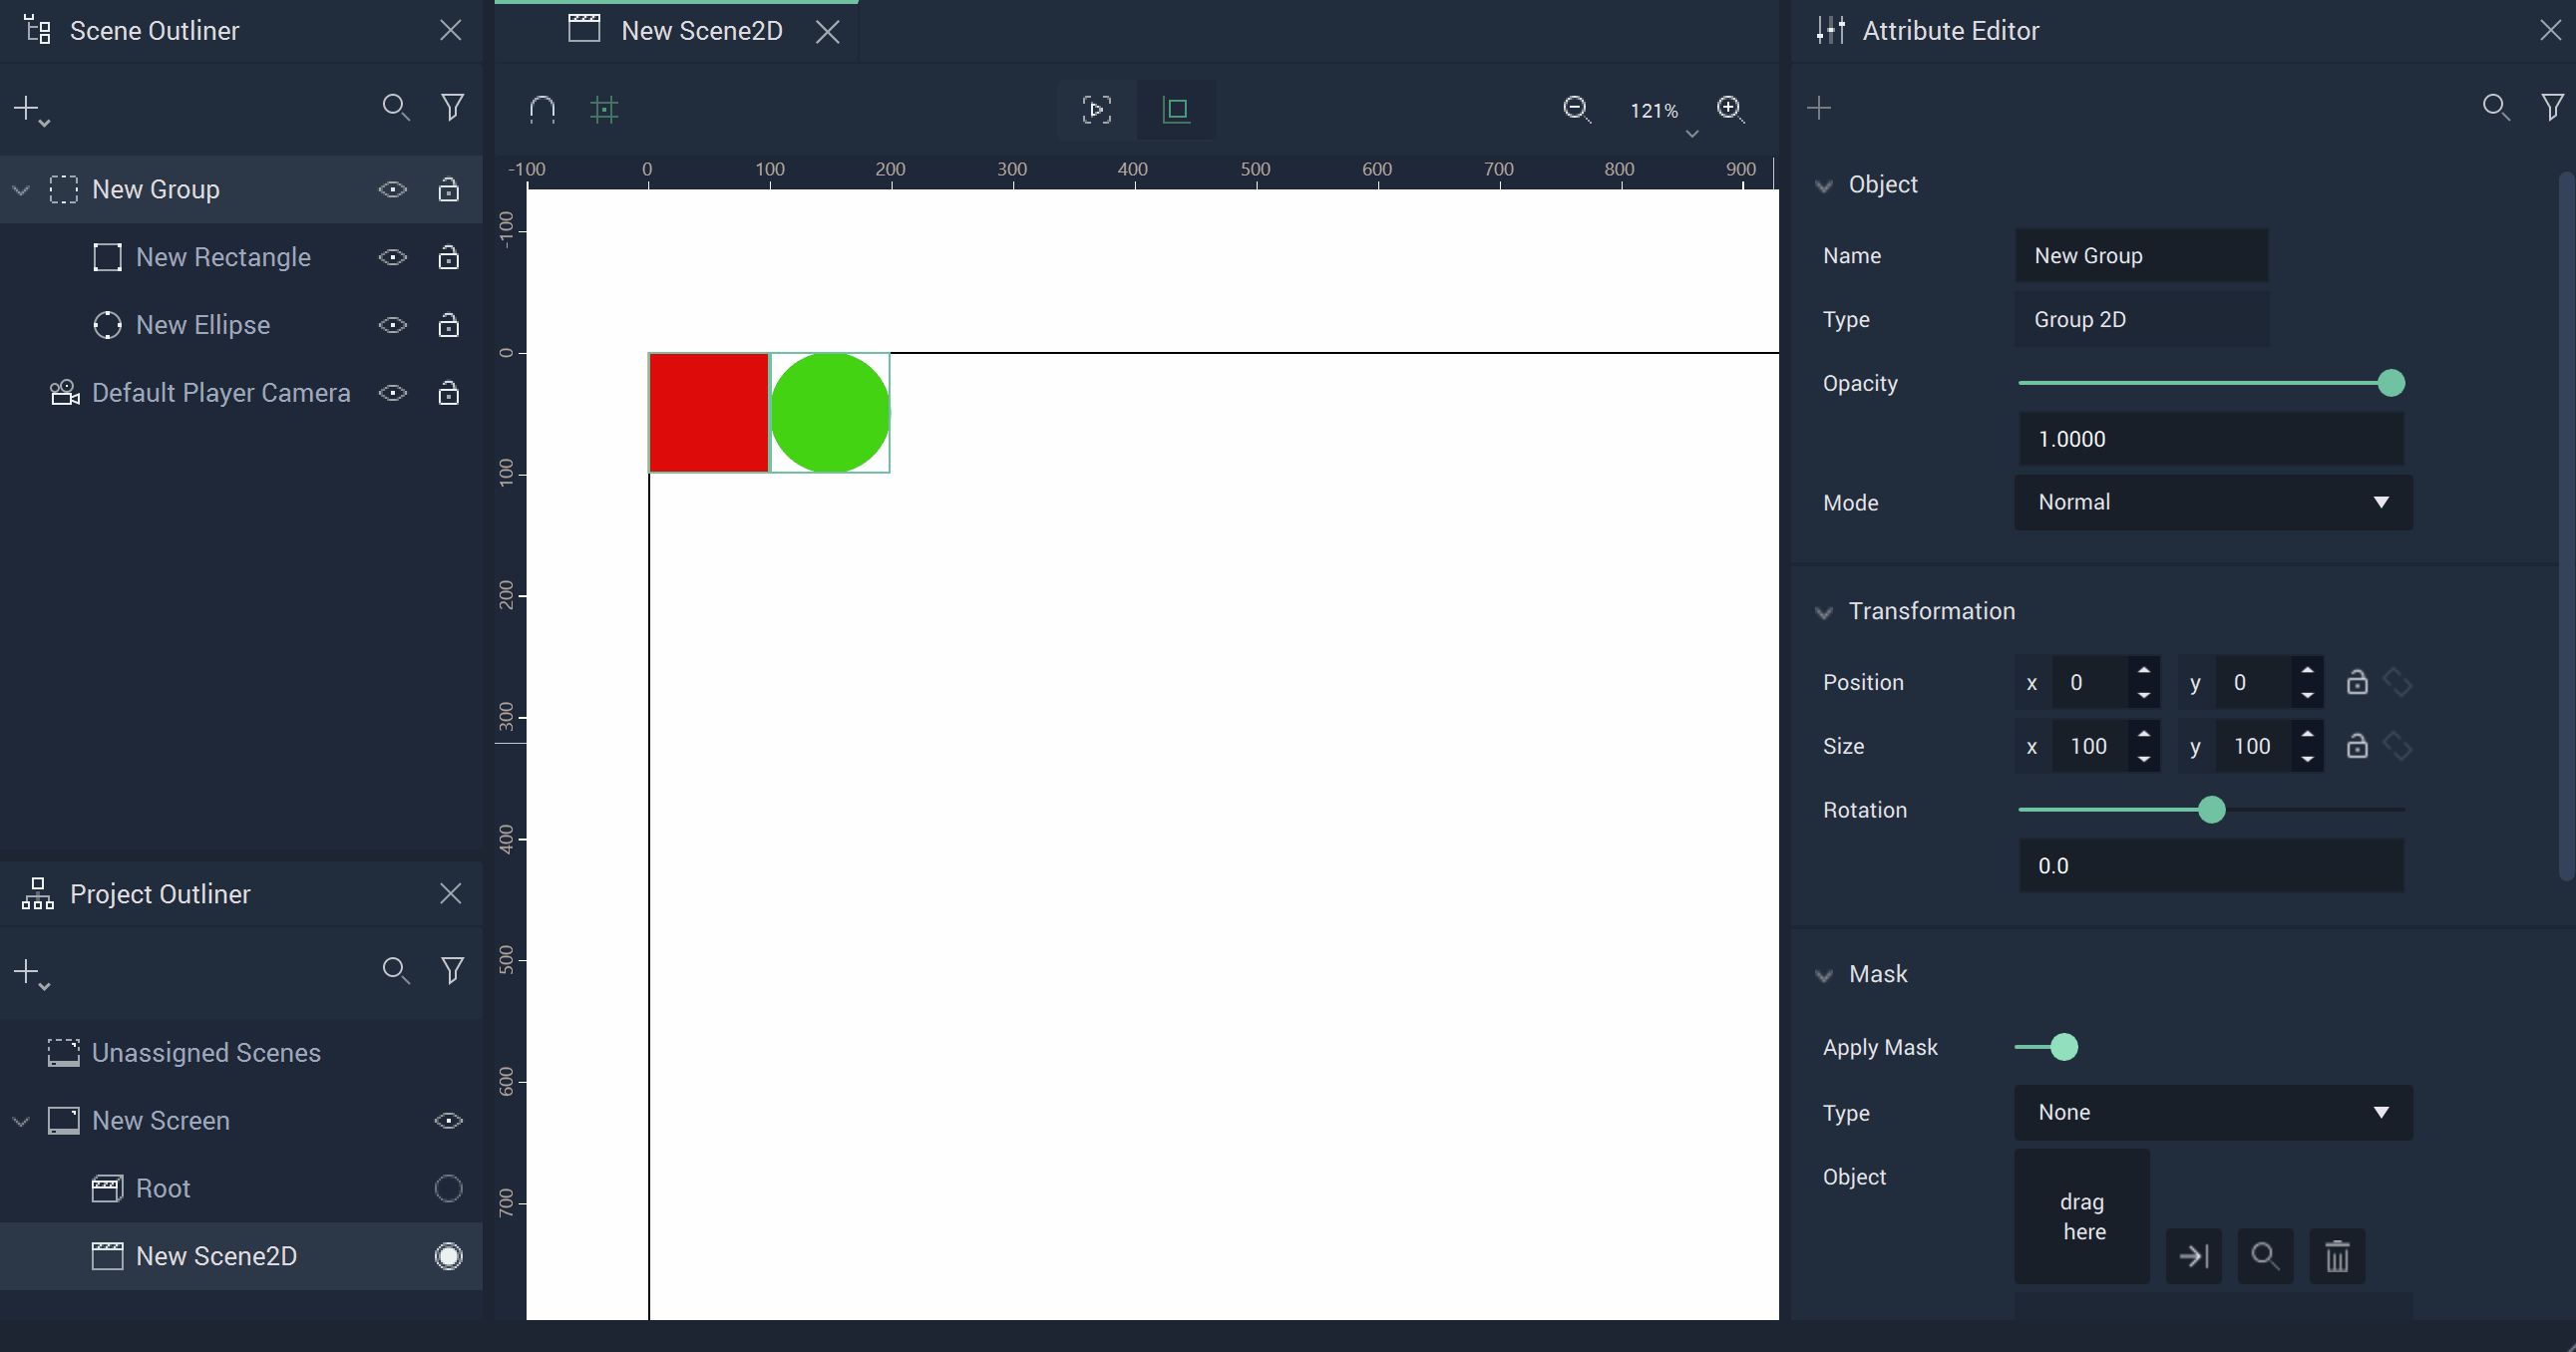 Scene Outliner
New Group
New Rectangle
New Ellipse
Default Player Camera
Project Outliner
Unassigned Scenes
New Screen
Root
New Scene2D
New Scene2D
121%
-100 0 100 200 300 400 500 600 700 800 900
-100
0
100
200
300
400
500
600
700
Attribute Editor
Object
Name New Group
Type Group 2D
Opacity
1.0000
Mode Normal
Transformation
Position x 0 y 0
Size x 100 y 100
Rotation
0.0
Mask
Apply Mask
Type None
Object
drag
here